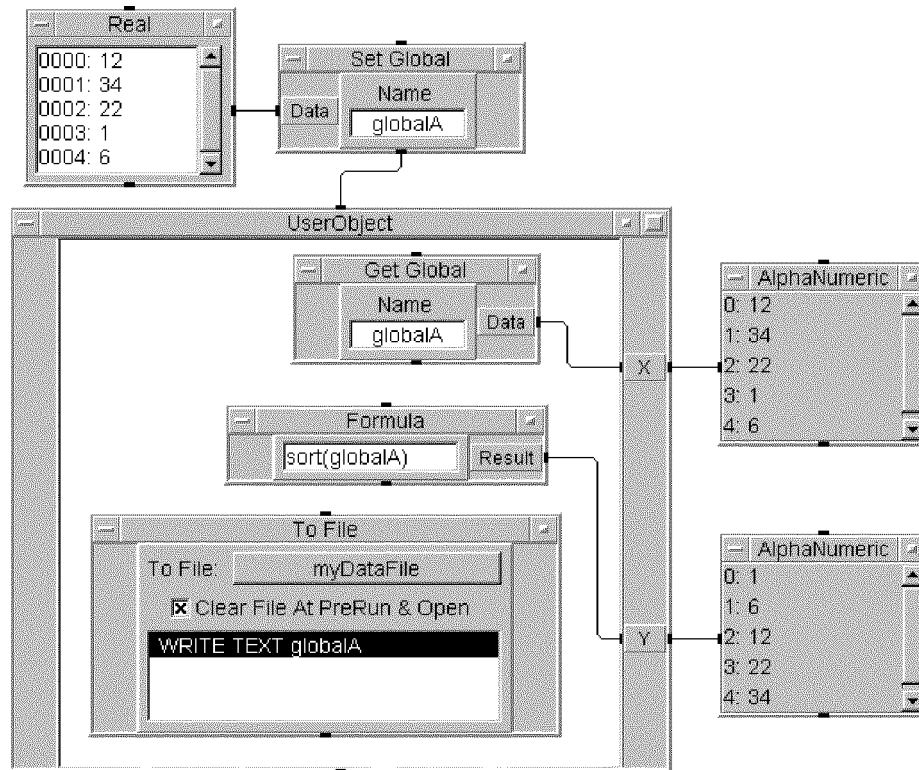 Real
0000: 12
0001: 34
0002: 22
0003: 1
0004: 6
Set Global
Name
Data
globalA
UserObject
Get Global
Name
globalA
Data
X
AlphaNumeric
0: 12
1: 34
2: 22
3: 1
4: 6
Formula
sort(globalA)
Result
To File
To File:
myDataFile
Clear File At PreRun & Open
WRITE TEXT globalA
Y
AlphaNumeric
0: 1
1: 6
2: 12
3: 22
4: 34